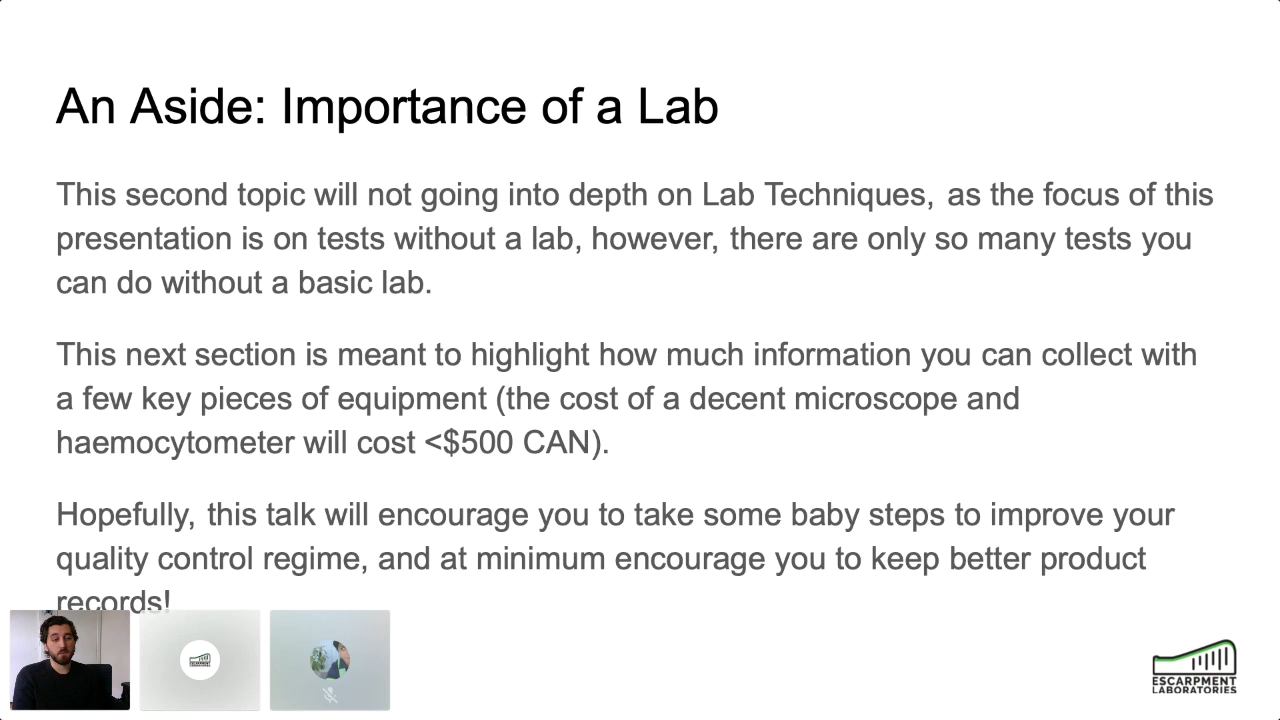 An Aside: Importance of a Lab
This second topic will not going into depth on Lab Techniques, as the focus of this
presentation is on tests without a lab, however, there are only so many tests you
can do without a basic lab.
This next section is meant to highlight how much information you can collect with
a few key pieces of equipment (the cost of a decent microscope and
haemocytometer will cost <$500 CAN).
Hopefully, this talk will encourage you to take some baby steps to improve your
quality control regime, and at minimum encourage you to keep better product
records!
ESCARPMENT
LABORATORIES
ESCARPMENT
LABORATORIES